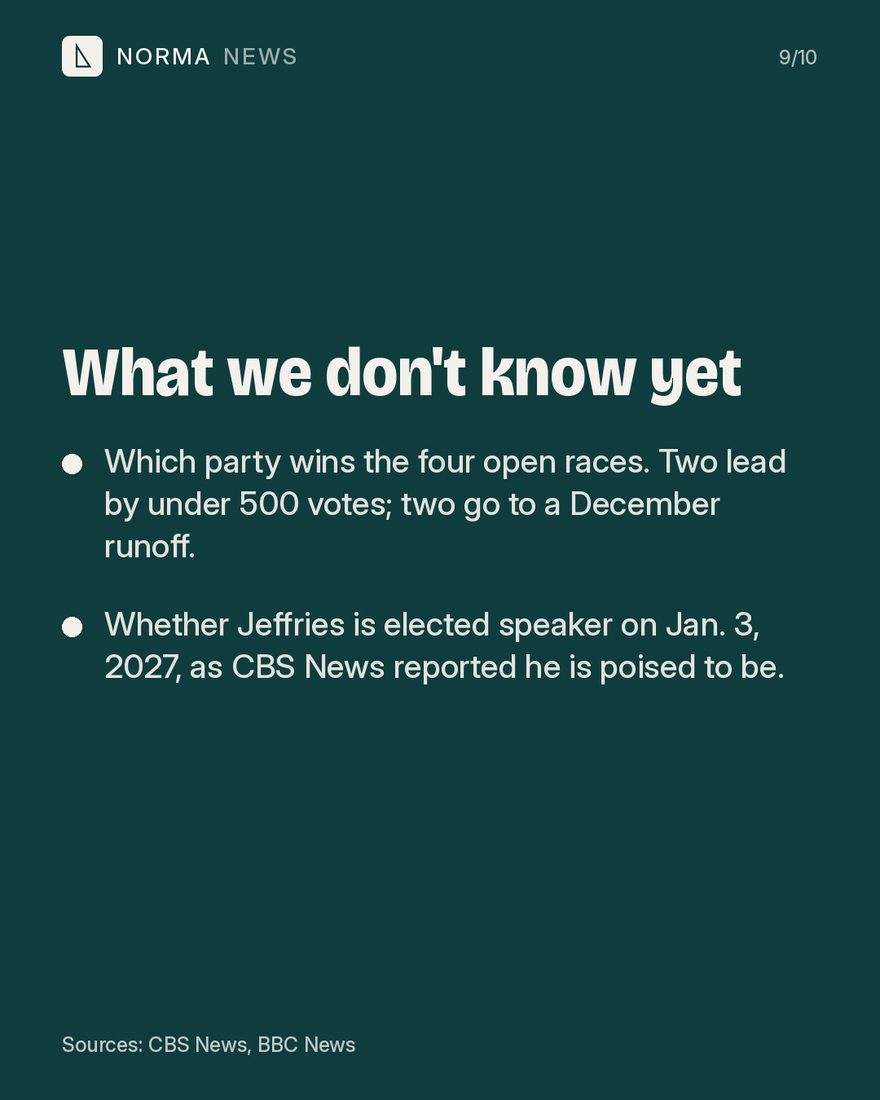 NORMA NEWS
9/10
What we don't know yet
Which party wins the four open races. Two lead
by under 500 votes; two go to a December
runoff.
Whether Jeffries is elected speaker on Jan. 3,
2027, as CBS News reported he is poised to be.
Sources: CBS News, BBC News